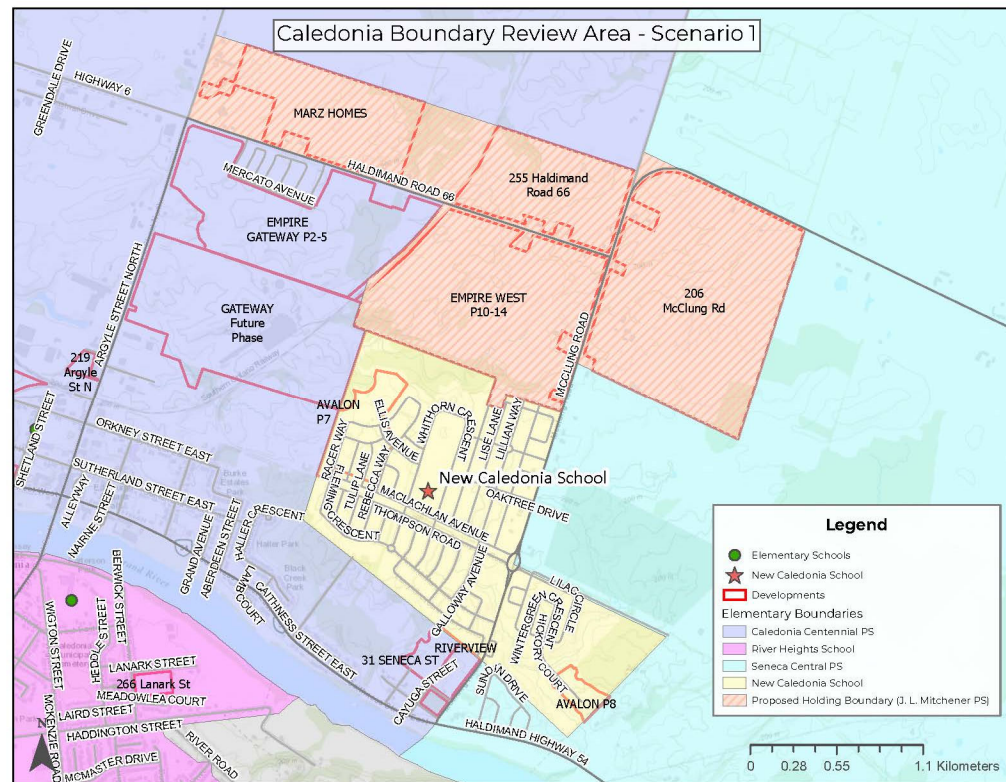 Caledonia Boundary Review Area - Scenario 1
GREENDALE DRIVE
HIGHWAY 6
MARZ HOMES
HALDIMAND ROAD 66
MERCATO AVENUE
255 Haldimand
Road 66
EMPIRE
GATEWAY P2-5
ARGYLE STREET NORTH
GATEWAY
Future
Phase
EMPIRE WEST
P10-14
206
McClung Rd
MCCLUNG ROAD
219
Argyle
St N
AVALON
P7
SHETLAND STREET
ORKNEY STREET EAST
SUTHERLAND STREET EAST
ALLEYWAY
NAIRNE STREET
GRAND AVENUE
ABERDEEN STREET
HALLER CRESCENT
Haller Park
Black
Creek
Park
LAMB COURT
CAITHNESS STREET EAST
RACER WAY
FLEMING CRESCENT
TULIP LANE
REBECCA WAY
ELLIS AVENUE
WHITHORN CRESCENT
LISE LANE
LILLIAN WAY
New Caledonia School
MACLACHLAN AVENUE
THOMPSON ROAD
OAKTREE DRIVE
GALLOWAY AVENUE
LILAC CIRCLE
WINTERGREEN CRESCENT
HICKORY COURT
RIVERVIEW
31 SENECA ST
CAYUGA STREET
AVALON P8
HALDIMAND HIGHWAY 54
WIGTON STREET
HEDDLE STREET
BERWICK STREET
LANARK STREET
266 Lanark St
MEADOWLEA COURT
LAIRD STREET
HADDINGTON STREET
MCKENZIE ROAD
MCMASTER DRIVE
RIVER ROAD
N
Legend
Elementary Schools
New Caledonia School
Developments
Elementary Boundaries
Caledonia Centennial PS
River Heights School
Seneca Central PS
New Caledonia School
Proposed Holding Boundary (J. L. Mitchener PS)
0 0.28 0.55 1.1 Kilometers